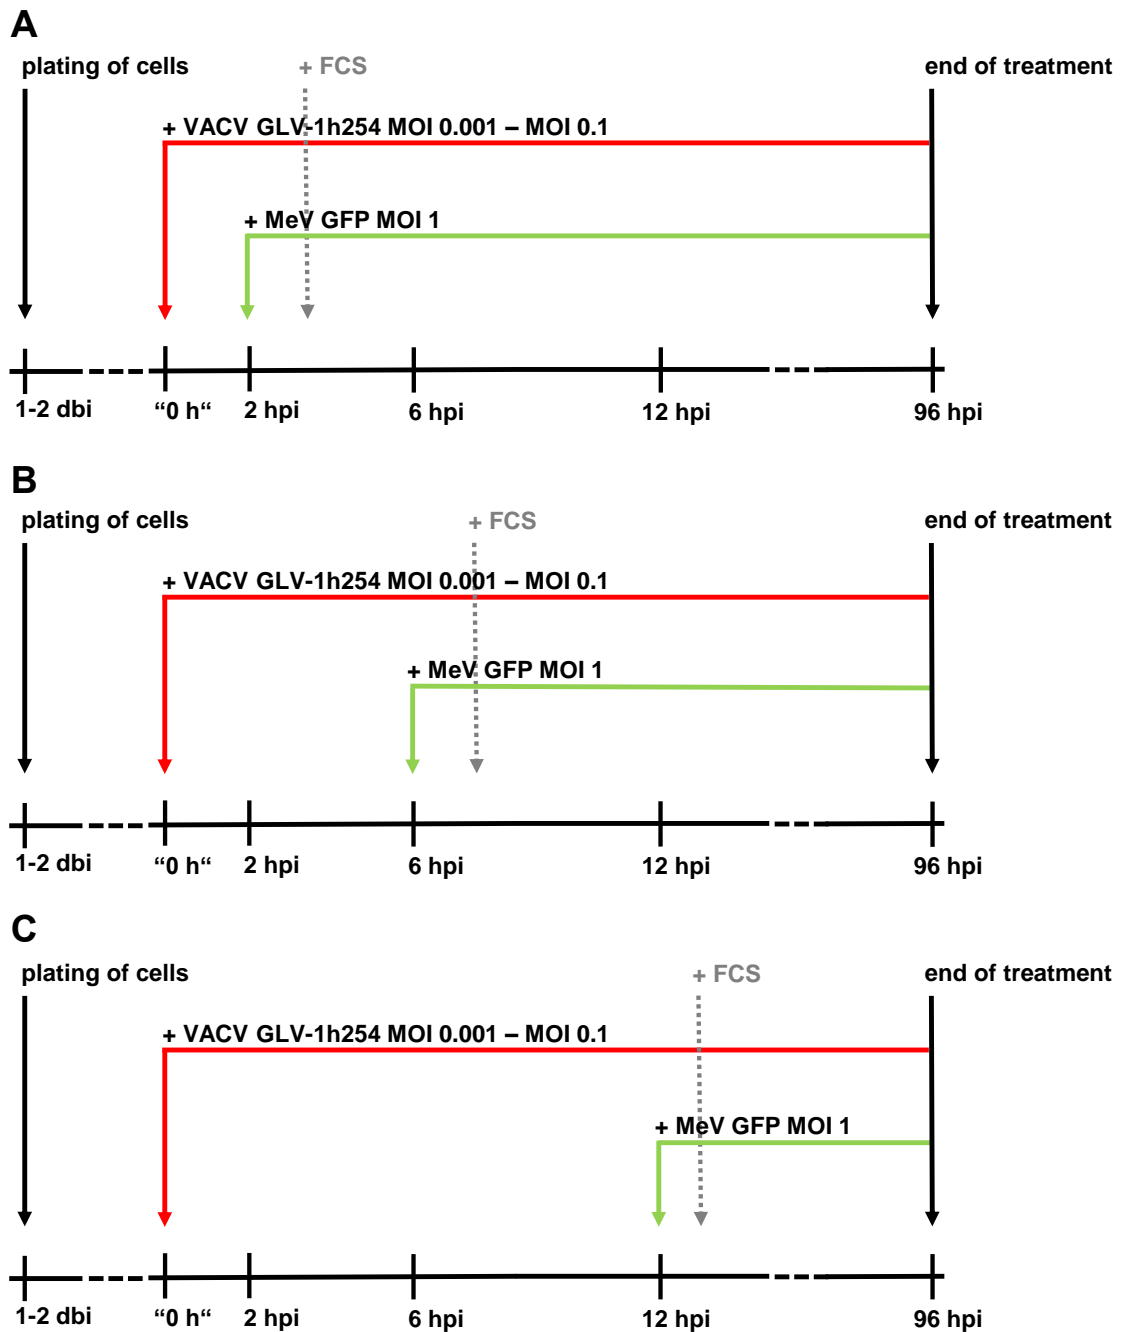 A
plating of cells
+ FCS
end of treatment
+ VACV GLV-1h254 MOI 0.001 – MOI 0.1
+ MeV GFP MOI 1
1-2 dbi
“0 h“
2 hpi
6 hpi
12 hpi
96 hpi
B
plating of cells
+ FCS
end of treatment
+ VACV GLV-1h254 MOI 0.001 – MOI 0.1
+ MeV GFP MOI 1
1-2 dbi
“0 h“
2 hpi
6 hpi
12 hpi
96 hpi
C
plating of cells
+ FCS
end of treatment
+ VACV GLV-1h254 MOI 0.001 – MOI 0.1
+ MeV GFP MOI 1
1-2 dbi
“0 h“
2 hpi
6 hpi
12 hpi
96 hpi